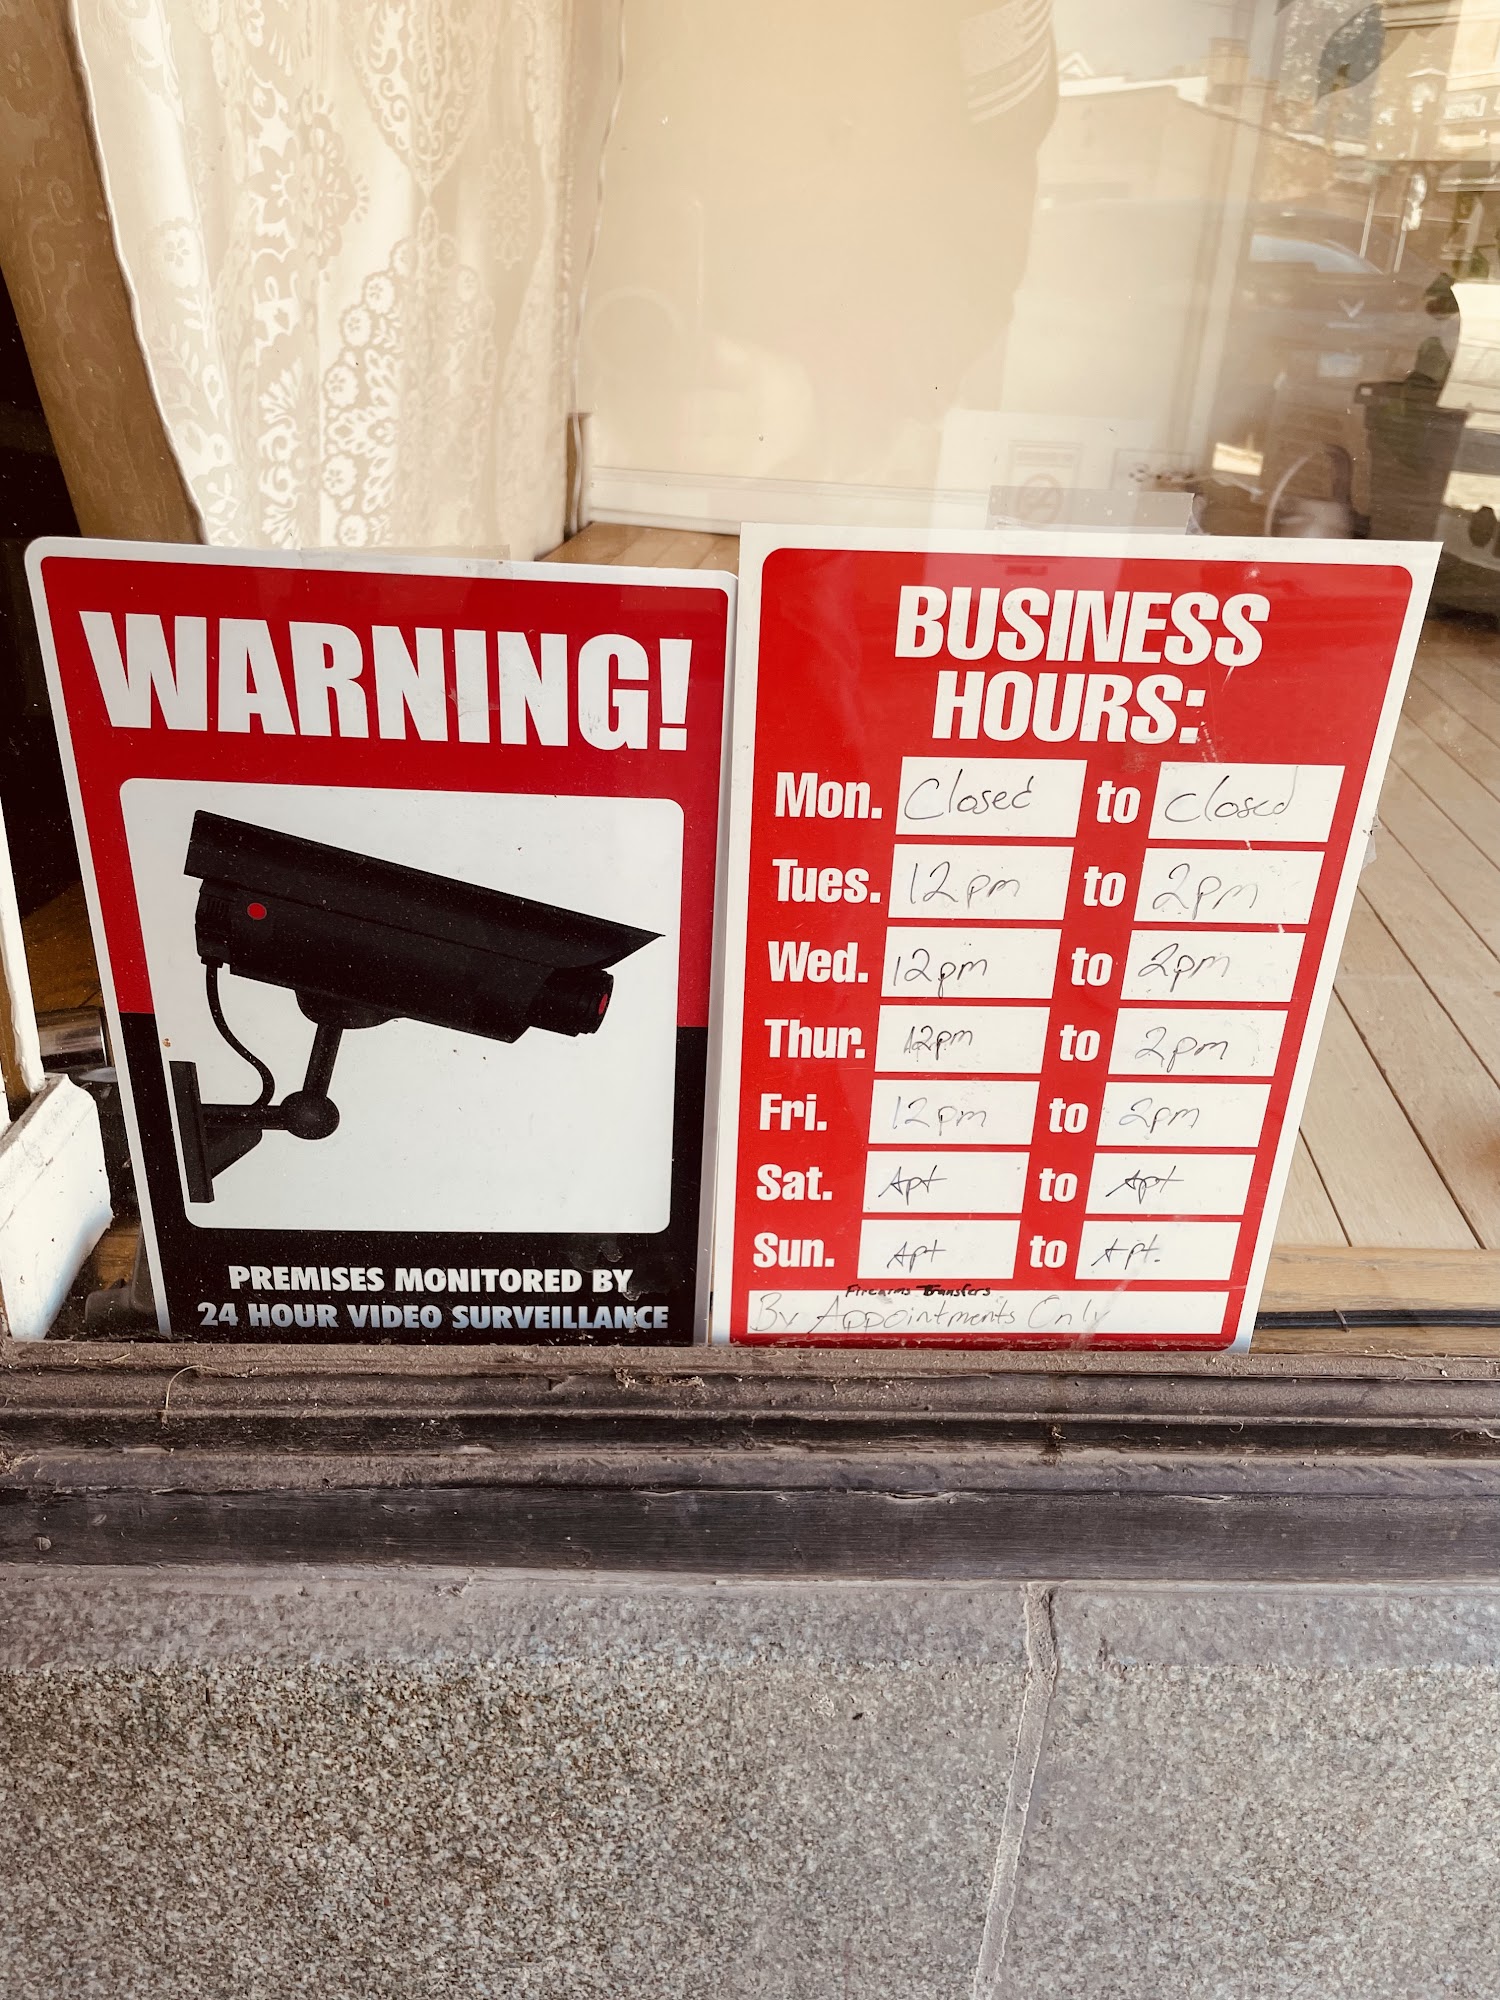 WARNING!
PREMISES MONITORED BY
24 HOUR VIDEO SURVEILLANCE
BUSINESS
HOURS:
Mon. Closed to closed
Tues. 12pm to 2pm
Wed. 12pm to 2pm
Thur. 12pm to 2pm
Fri. 12pm to 2pm
Sat. Apt to Apt
Sun. Apt to Apt.
Firearms Transfers
By Appointments Only